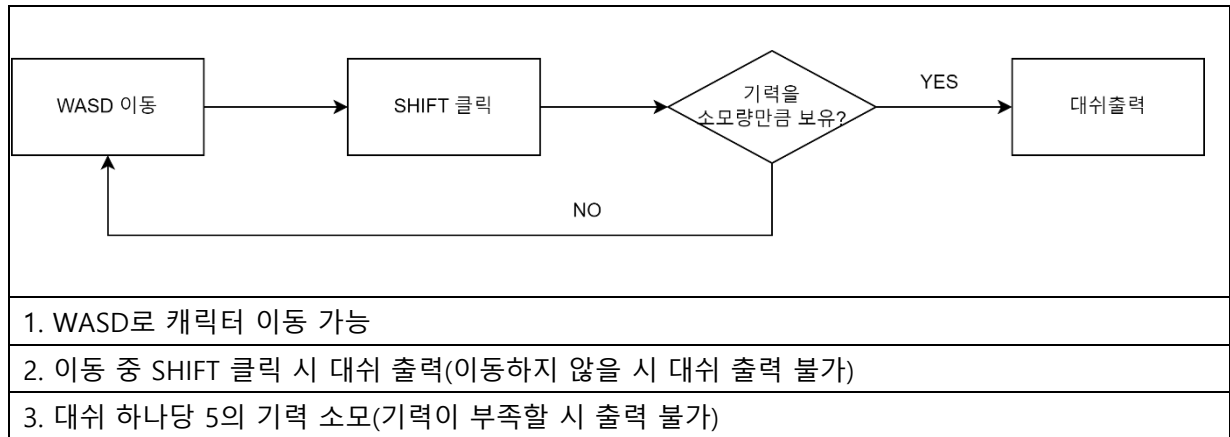 WASD 이동
SHIFT 클릭
기력을
소모량만큼 보유?
YES
대쉬출력
NO
1. WASD로 캐릭터 이동 가능
2. 이동 중 SHIFT 클릭 시 대쉬 출력(이동하지 않을 시 대쉬 출력 불가)
3. 대쉬 하나당 5의 기력 소모(기력이 부족할 시 출력 불가)